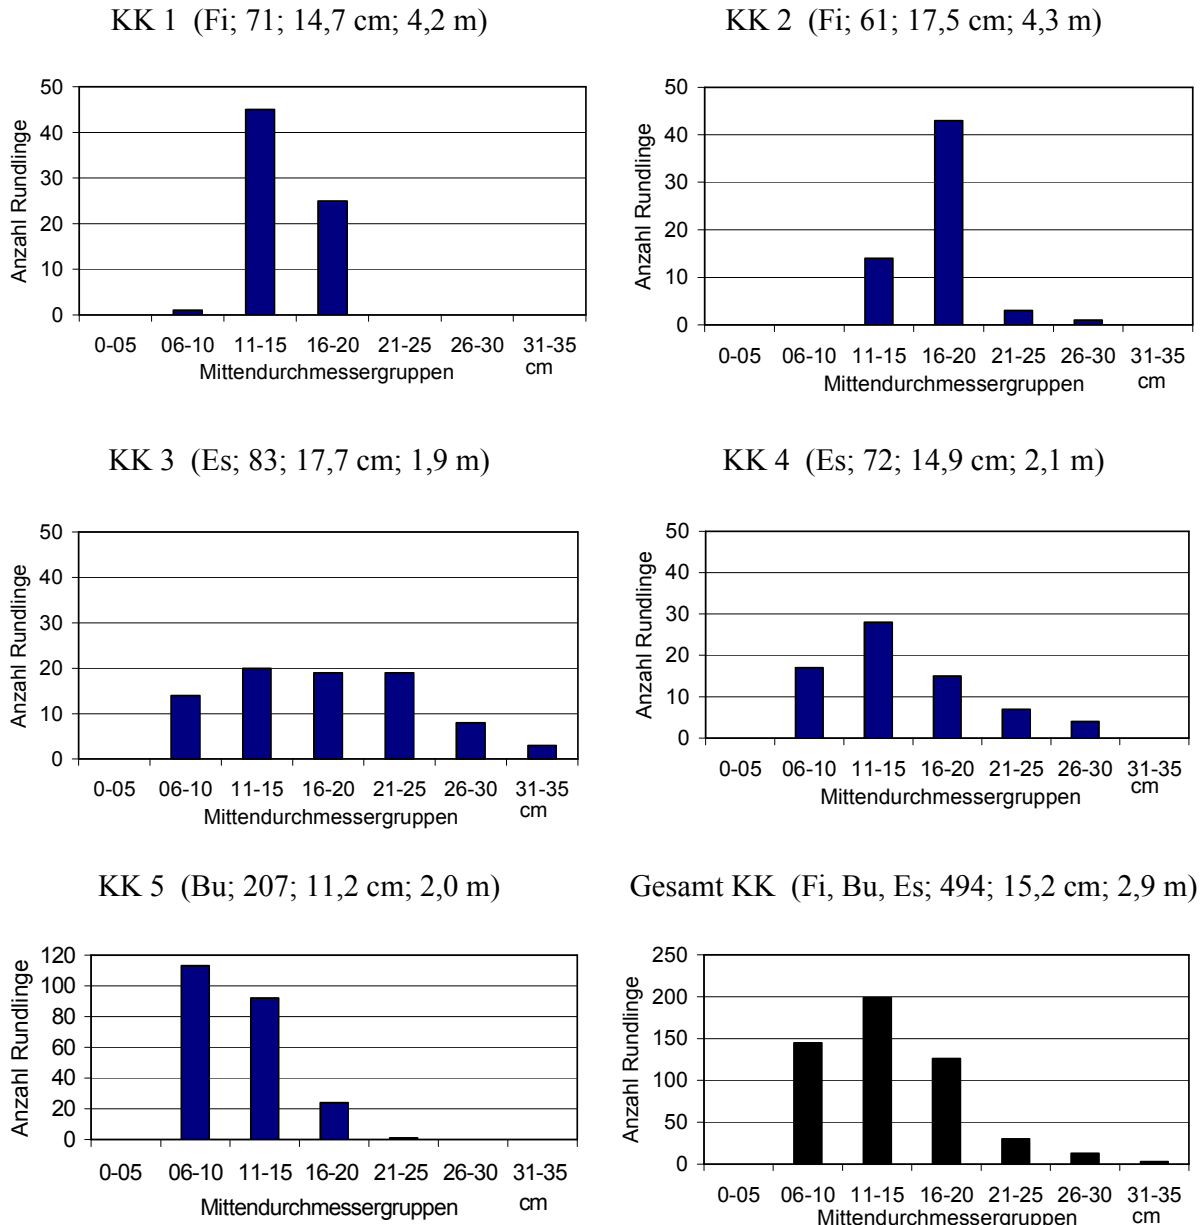 KK 1 (Fi; 71; 14,7 cm; 4,2 m)
50
40
30
20
10
0
Anzahl Rundlinge
0-05 06-10 11-15 16-20 21-25 26-30 31-35
Mittendurchmessergruppen cm
KK 2 (Fi; 61; 17,5 cm; 4,3 m)
50
40
30
20
10
0
Anzahl Rundlinge
0-05 06-10 11-15 16-20 21-25 26-30 31-35
Mittendurchmessergruppen cm
KK 3 (Es; 83; 17,7 cm; 1,9 m)
50
40
30
20
10
0
Anzahl Rundlinge
0-05 06-10 11-15 16-20 21-25 26-30 31-35
Mittendurchmessergruppen cm
KK 4 (Es; 72; 14,9 cm; 2,1 m)
50
40
30
20
10
0
Anzahl Rundlinge
0-05 06-10 11-15 16-20 21-25 26-30 31-35
Mittendurchmessergruppen cm
KK 5 (Bu; 207; 11,2 cm; 2,0 m)
120
100
80
60
40
20
0
Anzahl Rundlinge
0-05 06-10 11-15 16-20 21-25 26-30 31-35
Mittendurchmessergruppen cm
Gesamt KK (Fi, Bu, Es; 494; 15,2 cm; 2,9 m)
250
200
150
100
50
0
Anzahl Rundlinge
0-05 06-10 11-15 16-20 21-25 26-30 31-35
Mittendurchmessergruppen cm